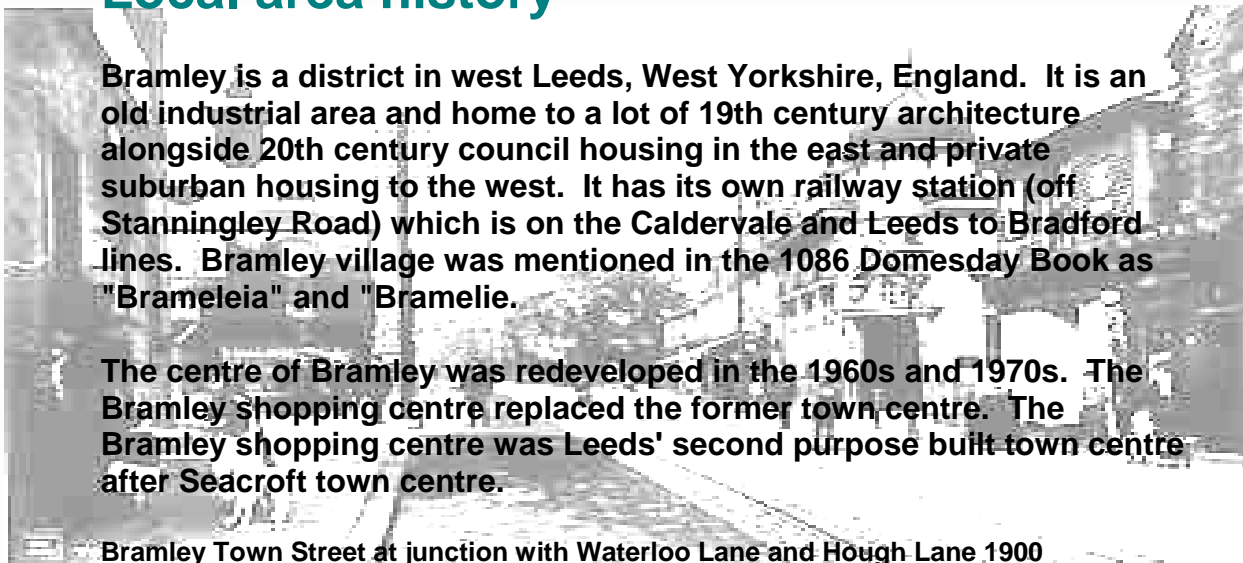 Local area history
Bramley is a district in west Leeds, West Yorkshire, England.  It is an
old industrial area and home to a lot of 19th century architecture
alongside 20th century council housing in the east and private
suburban housing to the west.  It has its own railway station (off
Stanningley Road) which is on the Caldervale and Leeds to Bradford
lines.  Bramley village was mentioned in the 1086 Domesday Book as
"Brameleia" and "Bramelie.
The centre of Bramley was redeveloped in the 1960s and 1970s.  The
Bramley shopping centre replaced the former town centre.  The
Bramley shopping centre was Leeds' second purpose built town centre
after Seacroft town centre.
Bramley Town Street at junction with Waterloo Lane and Hough Lane 1900